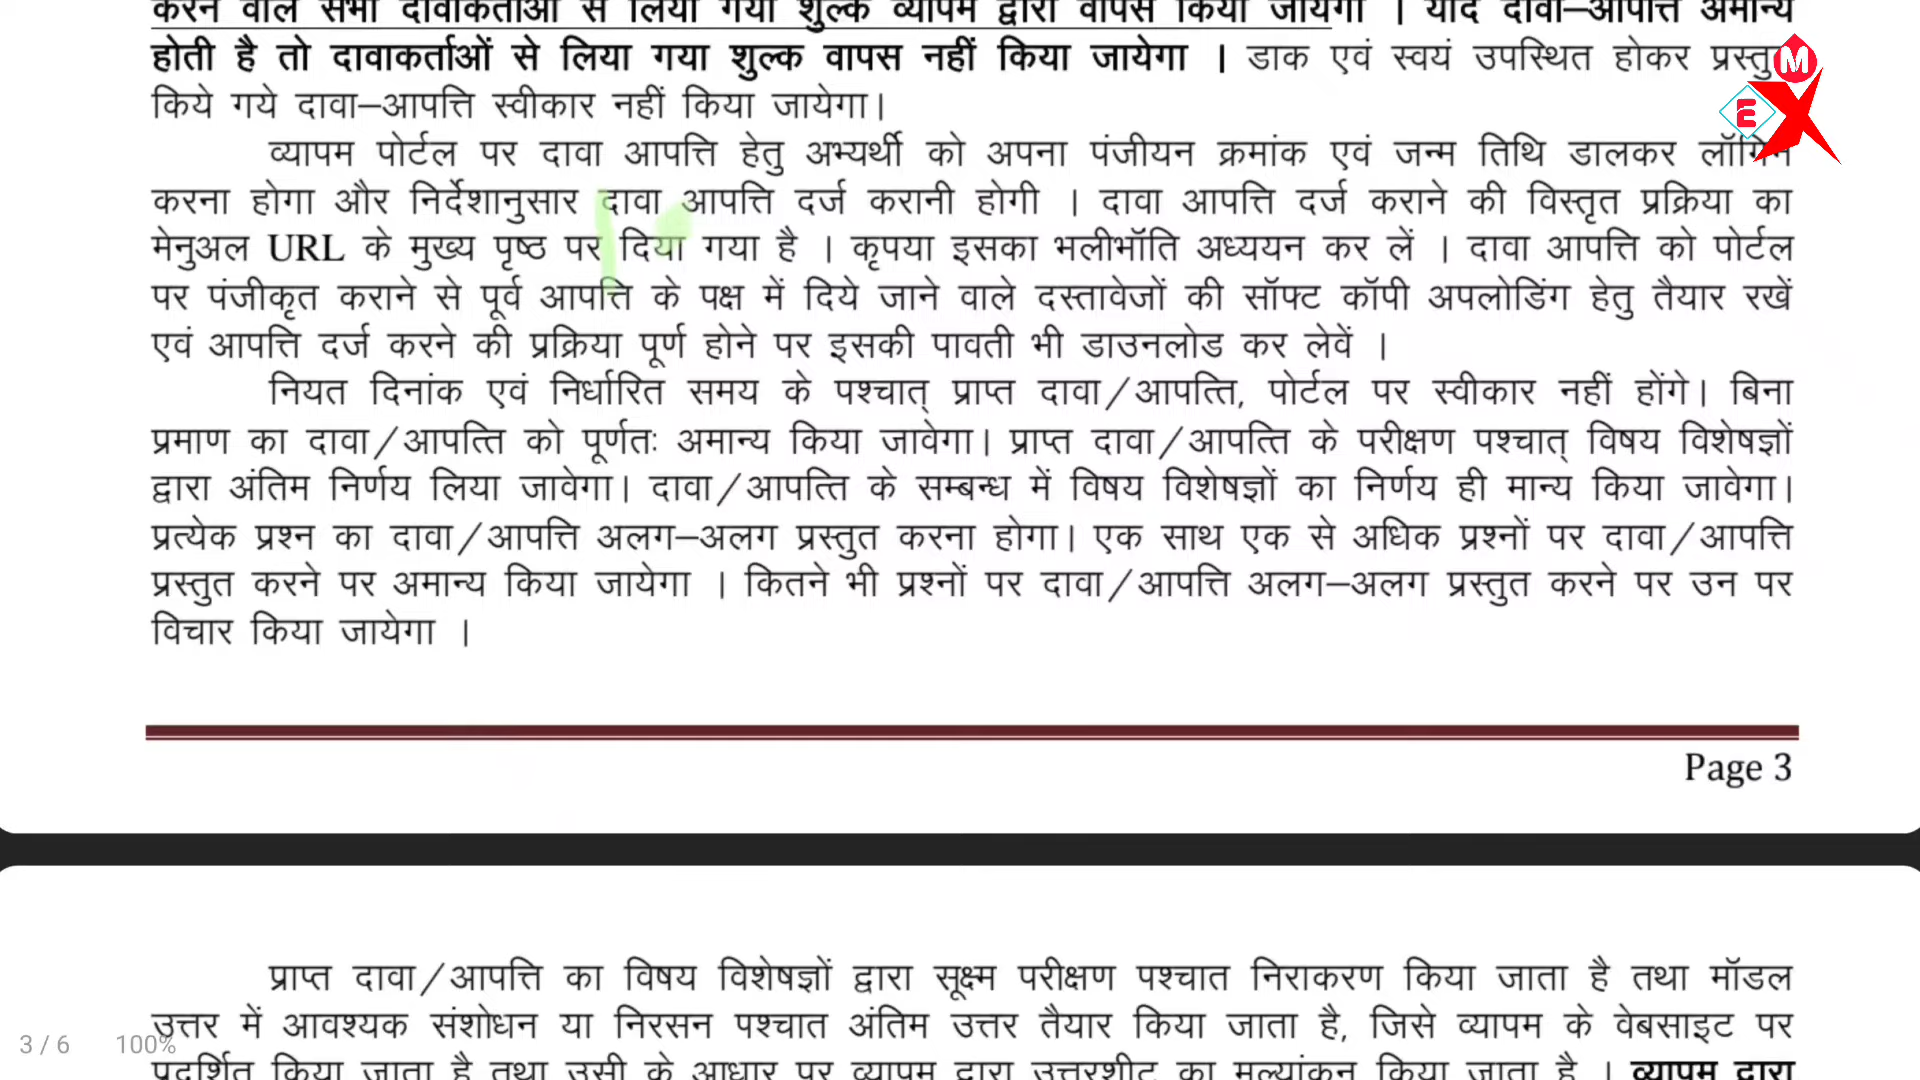 करने वाले सभी दावाकर्ताओं से लिया गया शुल्क व्यापम द्वारा वापस किया जायेगा । यदि दावा–आपत्ति अमान्य
होती है तो दावाकर्ताओं से लिया गया शुल्क वापस नहीं किया जायेगा । डाक एवं स्वयं उपस्थित होकर प्रस्तुत
किये गये दावा–आपत्ति स्वीकार नहीं किया जायेगा।
व्यापम पोर्टल पर दावा आपत्ति हेतु अभ्यर्थी को अपना पंजीयन क्रमांक एवं जन्म तिथि डालकर लॉगिन
करना होगा और निर्देशानुसार दावा आपत्ति दर्ज करानी होगी । दावा आपत्ति दर्ज कराने की विस्तृत प्रक्रिया का
मेनुअल URL के मुख्य पृष्ठ पर दिया गया है । कृपया इसका भलीभॉति अध्ययन कर लें । दावा आपत्ति को पोर्टल
पर पंजीकृत कराने से पूर्व आपत्ति के पक्ष में दिये जाने वाले दस्तावेजों की सॉफ्ट कॉपी अपलोडिंग हेतु तैयार रखें
एवं आपत्ति दर्ज करने की प्रक्रिया पूर्ण होने पर इसकी पावती भी डाउनलोड कर लेवें ।
नियत दिनांक एवं निर्धारित समय के पश्चात् प्राप्त दावा/आपत्ति, पोर्टल पर स्वीकार नहीं होंगे। बिना
प्रमाण का दावा/आपत्ति को पूर्णतः अमान्य किया जावेगा। प्राप्त दावा/आपत्ति के परीक्षण पश्चात् विषय विशेषज्ञों
द्वारा अंतिम निर्णय लिया जावेगा। दावा/आपत्ति के सम्बन्ध में विषय विशेषज्ञों का निर्णय ही मान्य किया जावेगा।
प्रत्येक प्रश्न का दावा/आपत्ति अलग–अलग प्रस्तुत करना होगा। एक साथ एक से अधिक प्रश्नों पर दावा/आपत्ति
प्रस्तुत करने पर अमान्य किया जायेगा । कितने भी प्रश्नों पर दावा/आपत्ति अलग–अलग प्रस्तुत करने पर उन पर
विचार किया जायेगा ।
Page 3
प्राप्त दावा/आपत्ति का विषय विशेषज्ञों द्वारा सूक्ष्म परीक्षण पश्चात निराकरण किया जाता है तथा मॉडल
उत्तर में आवश्यक संशोधन या निरसन पश्चात अंतिम उत्तर तैयार किया जाता है, जिसे व्यापम के वेबसाइट पर
प्रदर्शित किया जाता है तथा उसी के आधार पर व्यापम द्वारा उत्तरशीट का मूल्यांकन किया जाता है । व्यापम द्वारा
3 / 6 100%
M
E